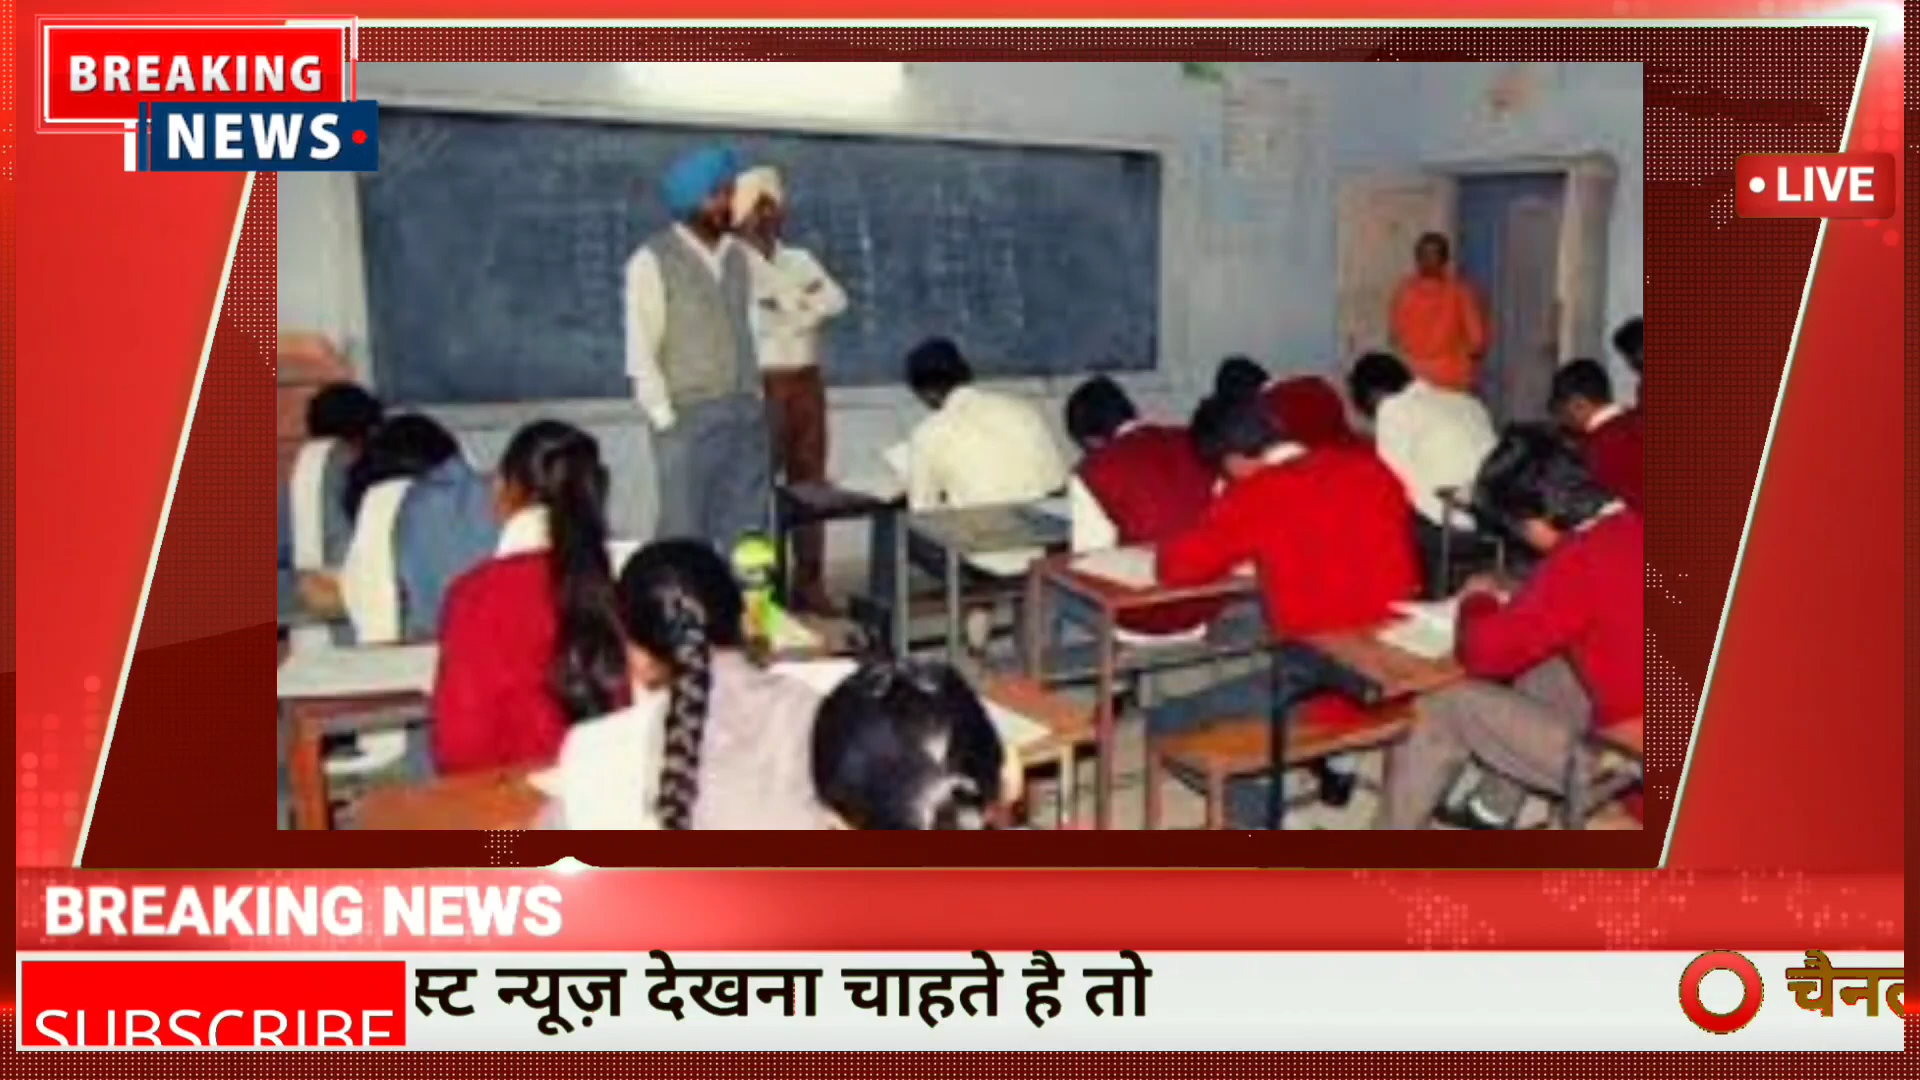 BREAKING
NEWS
LIVE
BREAKING NEWS
SUBSCRIBE
न्यूज़ देखना चाहते है तो